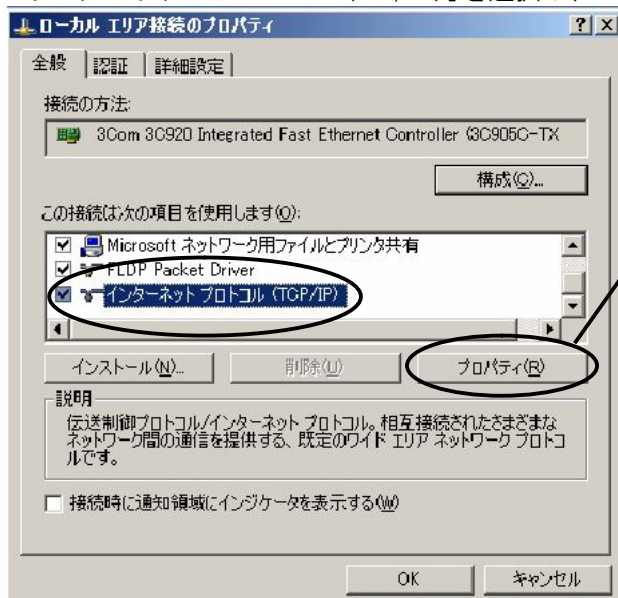 ローカル エリア接続のプロパティ
全般 認証 詳細設定
接続の方法:
3Com 3C920 Integrated Fast Ethernet Controller (3C905C-TX
構成(C)...
この接続は次の項目を使用します(O):
Microsoft ネットワーク用ファイルとプリンタ共有
FLDP Packet Driver
インターネット プロトコル (TCP/IP)
インストール(N)... 削除(U) プロパティ(R)
説明
伝送制御プロトコル/インターネット プロトコル。相互接続されたさまざまな
ネットワーク間の通信を提供する、既定のワイド エリア ネットワーク プロトコ
ルです。
接続時に通知領域にインジケータを表示する(W)
OK キャンセル